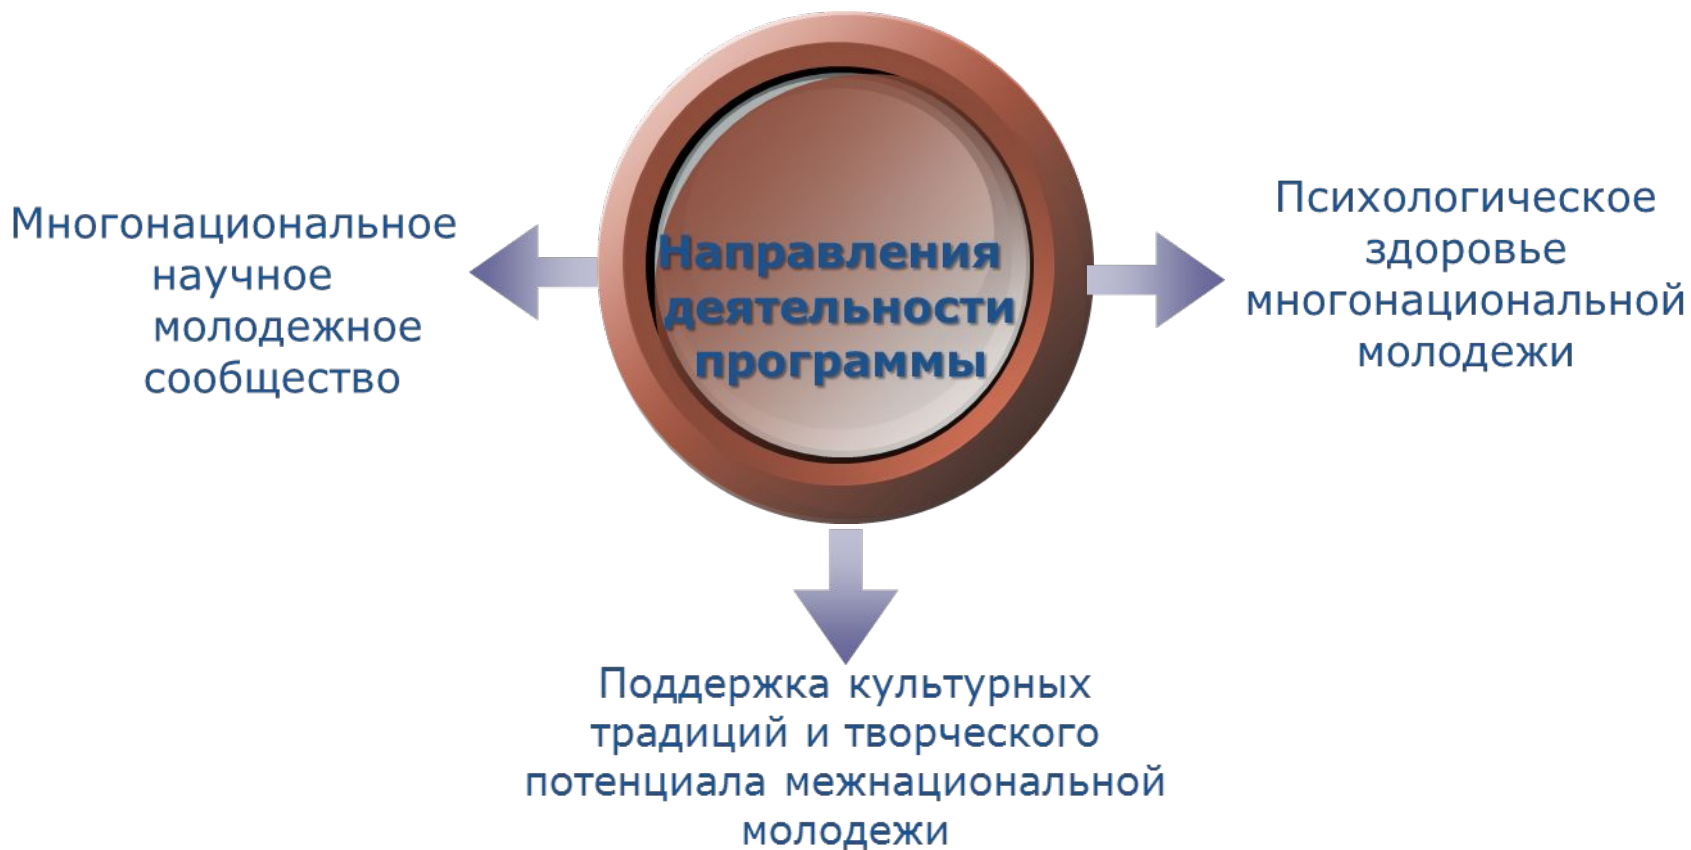 Многонациональное
научное
молодежное
сообщество
Направления
деятельности
программы
Психологическое
здоровье
многонациональной
молодежи
Поддержка культурных
традиций и творческого
потенциала межнациональной
молодежи